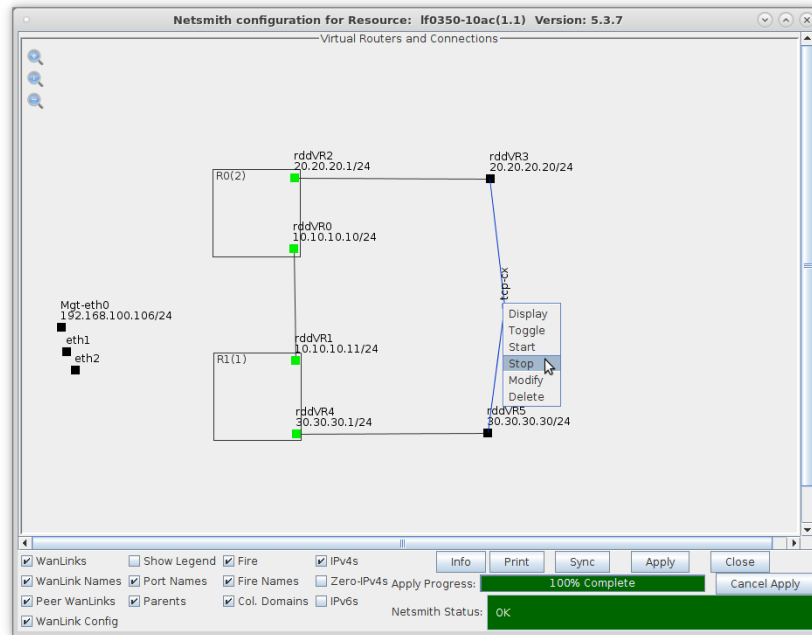 Netsmith configuration for Resource: lf0350-10ac(1.1) Version: 5.3.7
Virtual Routers and Connections
rddVR2
20.20.20.1/24
rddVR3
20.20.20.20/24
R0(2)
rddVR0
10.10.10.10/24
tcp-cx
Mgt-eth0
192.168.100.106/24
eth1
eth2
rddVR1
10.10.10.11/24
R1(1)
Display
Toggle
Start
Stop
Modify
Delete
rddVR4
30.30.30.1/24
rddVR5
30.30.30.30/24
WanLinks Show Legend Fire IPv4s Info Print Sync Apply Close
WanLink Names Port Names Fire Names Zero-IPv4s Apply Progress: 100% Complete Cancel Apply
Peer WanLinks Parents Col. Domains IPv6s Netsmith Status: OK
WanLink Config